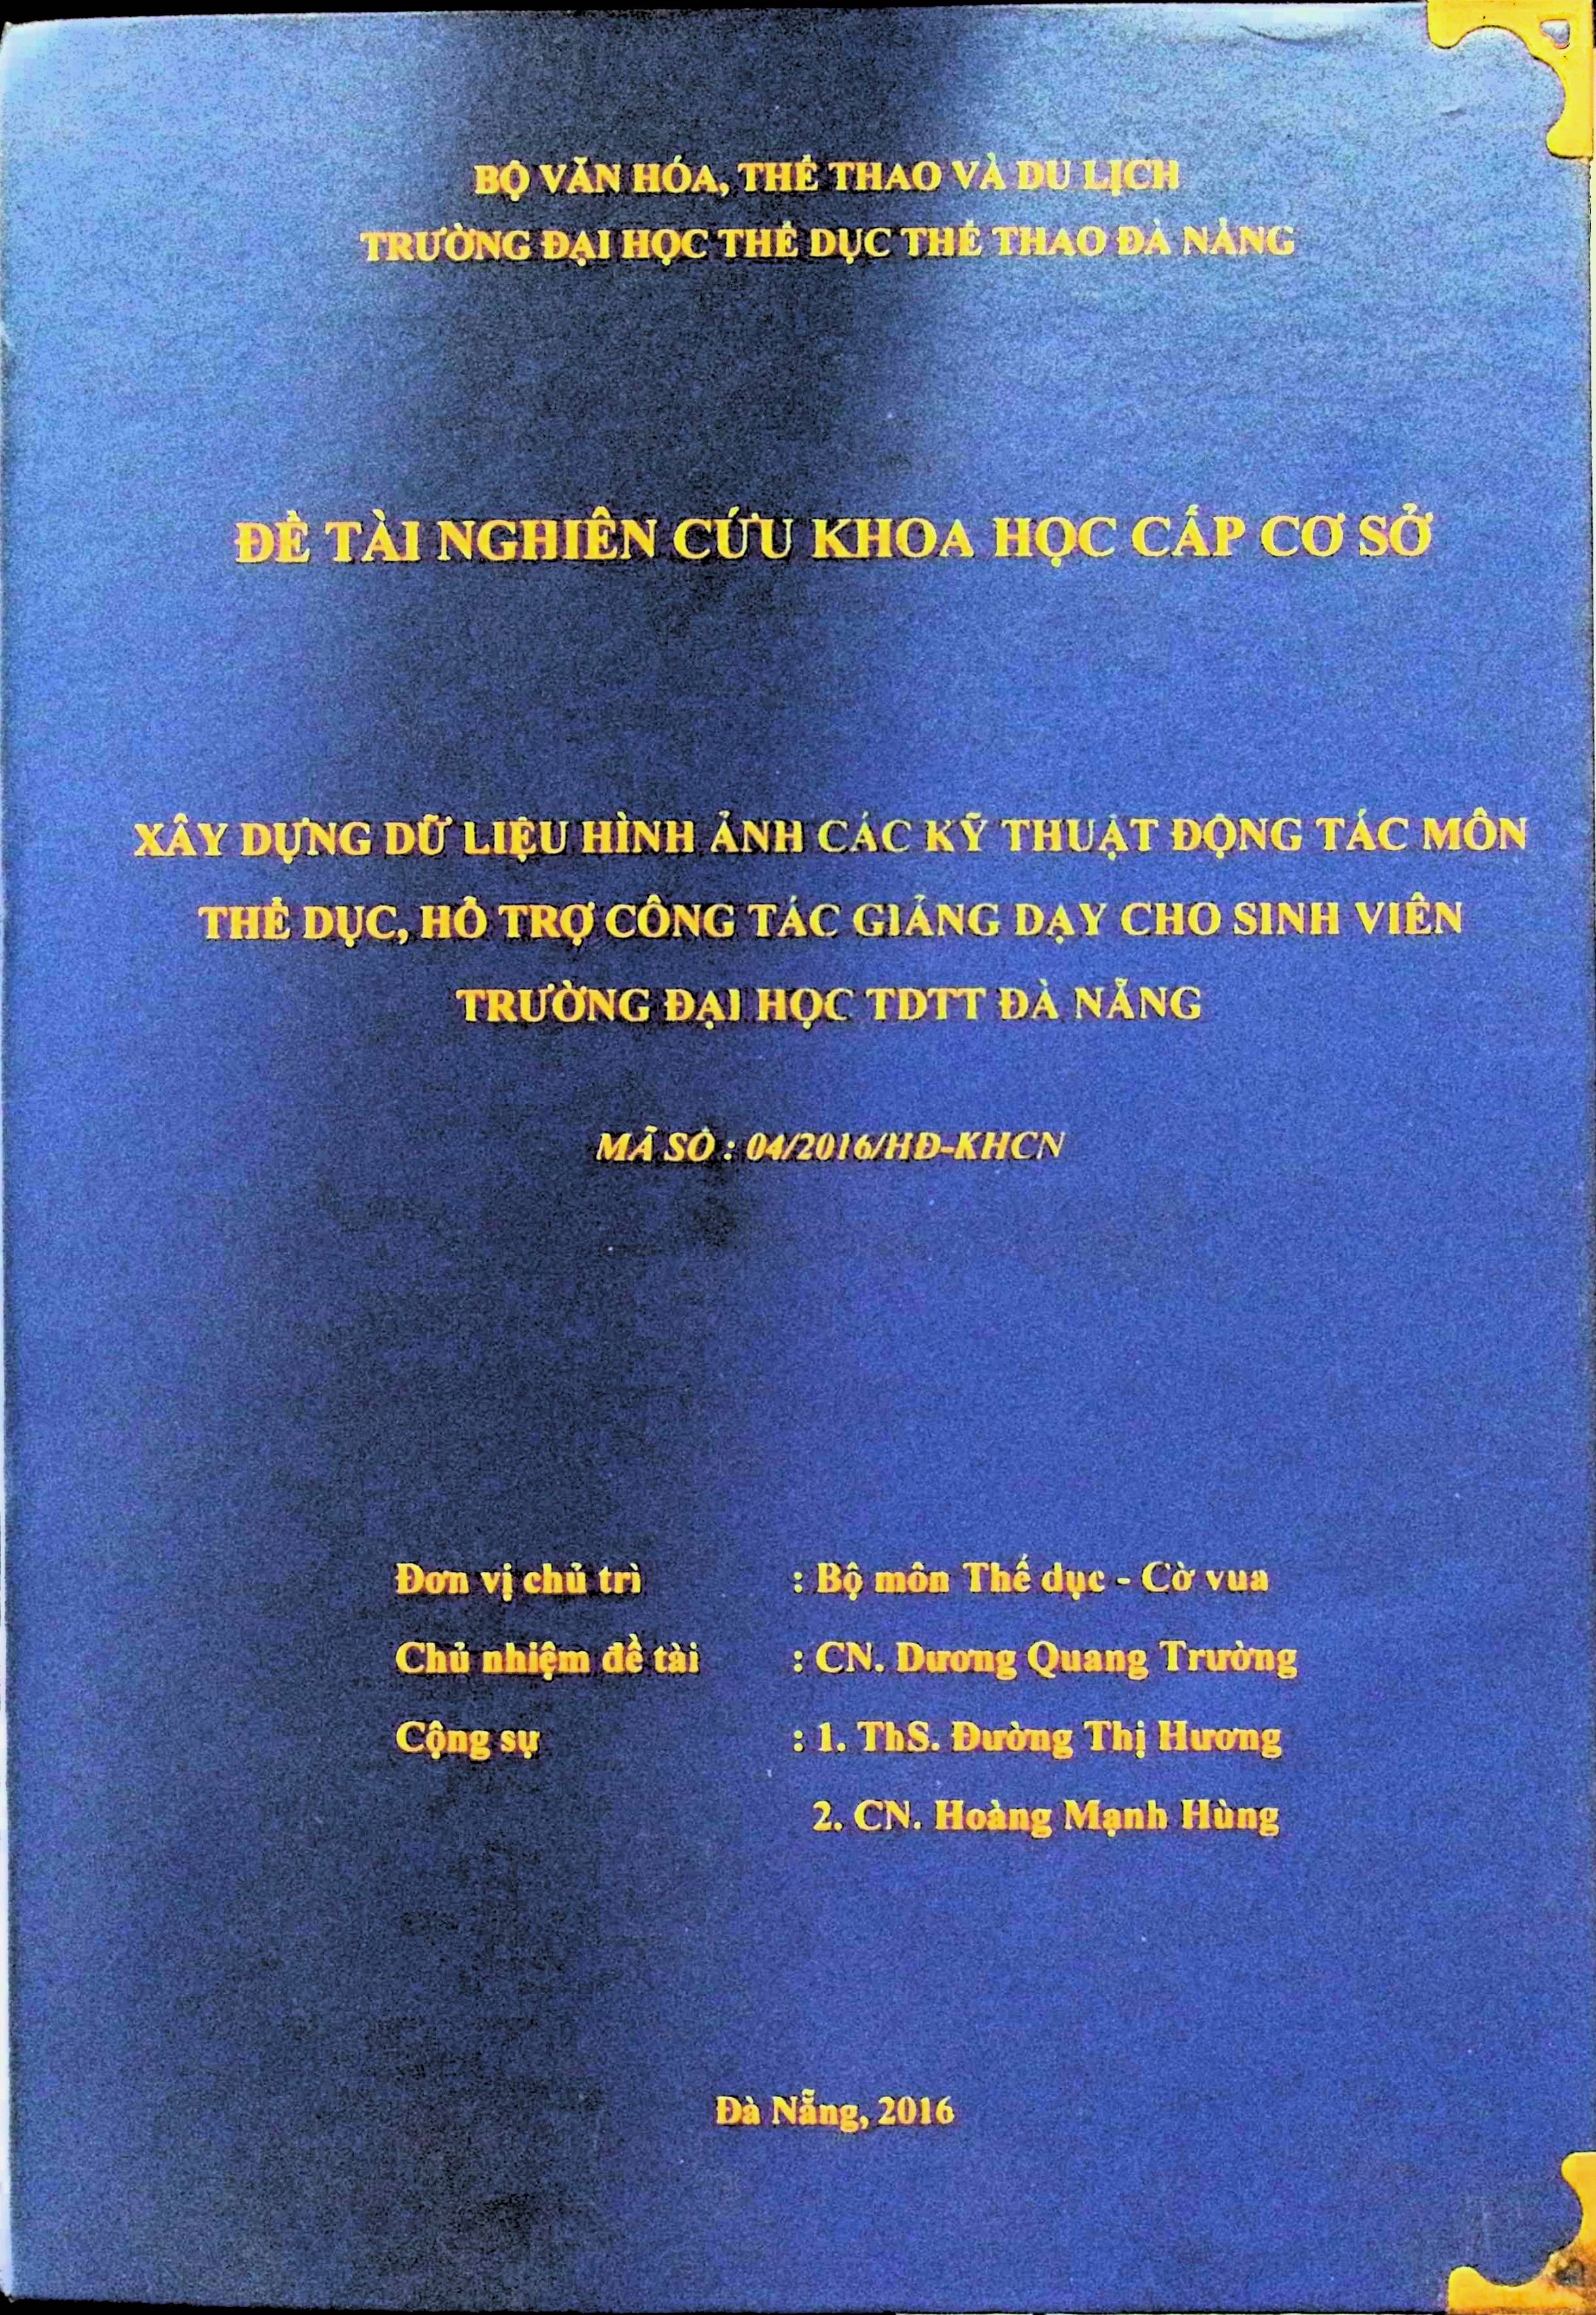 BỘ VĂN HÓA, THỂ THAO VÀ DU LỊCH
TRƯỜNG ĐẠI HỌC THỂ DỤC THỂ THAO ĐÀ NẴNG
ĐỀ TÀI NGHIÊN CỨU KHOA HỌC CẤP CƠ SỞ
XÂY DỰNG DỮ LIỆU HÌNH ẢNH CÁC KỸ THUẬT ĐỘNG TÁC MÔN
THỂ DỤC, HỖ TRỢ CÔNG TÁC GIẢNG DẠY CHO SINH VIÊN
TRƯỜNG ĐẠI HỌC TDTT ĐÀ NẴNG
MÃ SỐ : 04/2016/HĐ-KHCN
Đơn vị chủ trì : Bộ môn Thể dục - Cờ vua
Chủ nhiệm đề tài : CN. Dương Quang Trường
Cộng sự : 1. ThS. Đường Thị Hương
2. CN. Hoàng Mạnh Hùng
Đà Nẵng, 2016